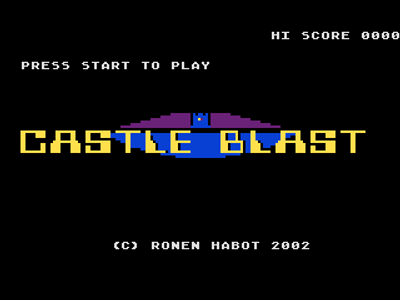 HI SCORE 0000
PRESS START TO PLAY
CASTLE BLAST
(C) RONEN HABOT 2002